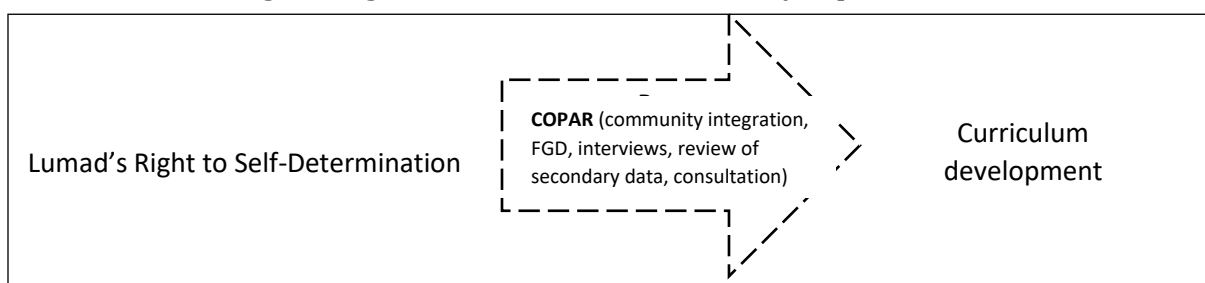 Lumad’s Right to Self-Determination
COPAR (community integration,
FGD, interviews, review of
secondary data, consultation)
Curriculum
development